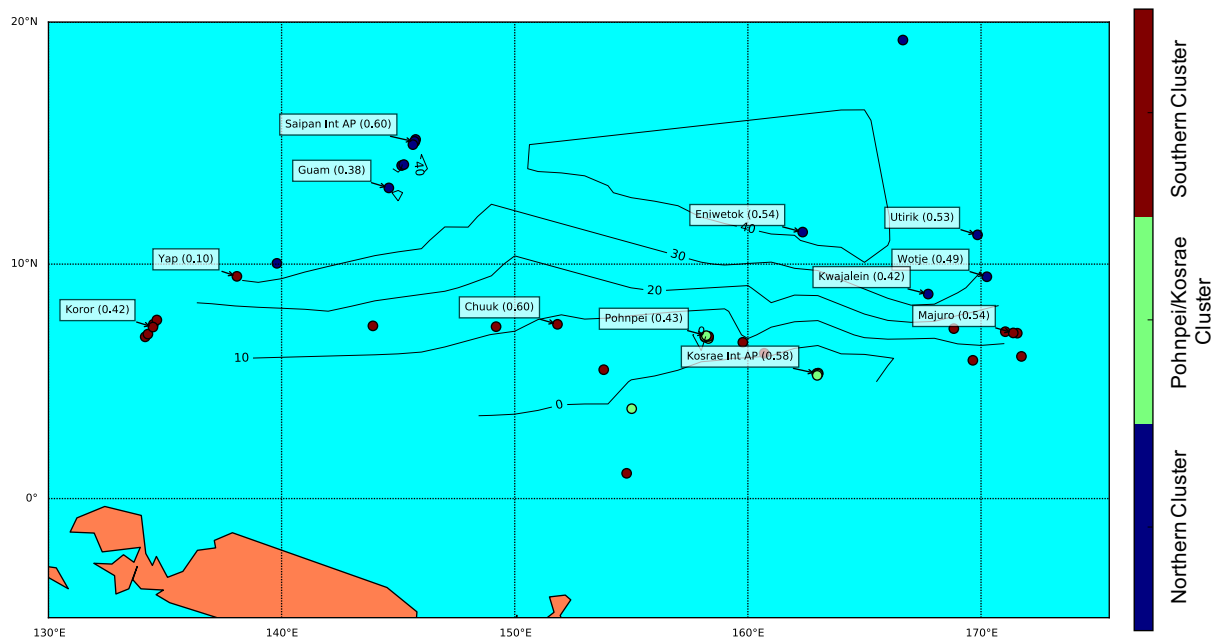 20°N
Southern Cluster
Saipan Int AP (0.60)
40
Guam (0.38)
Eniwetok (0.54)
Utirik (0.53)
40
30
Yap (0.10)
Wotje (0.49)
10°N
Kwajalein (0.42)
20
Koror (0.42)
Chuuk (0.60)
Pohnpei (0.43)
Majuro (0.54)
0
Pohnpei/Kosrae
Cluster
10
Kosrae Int AP (0.58)
0
0°
Northern Cluster
130°E
140°E
150°E
160°E
170°E